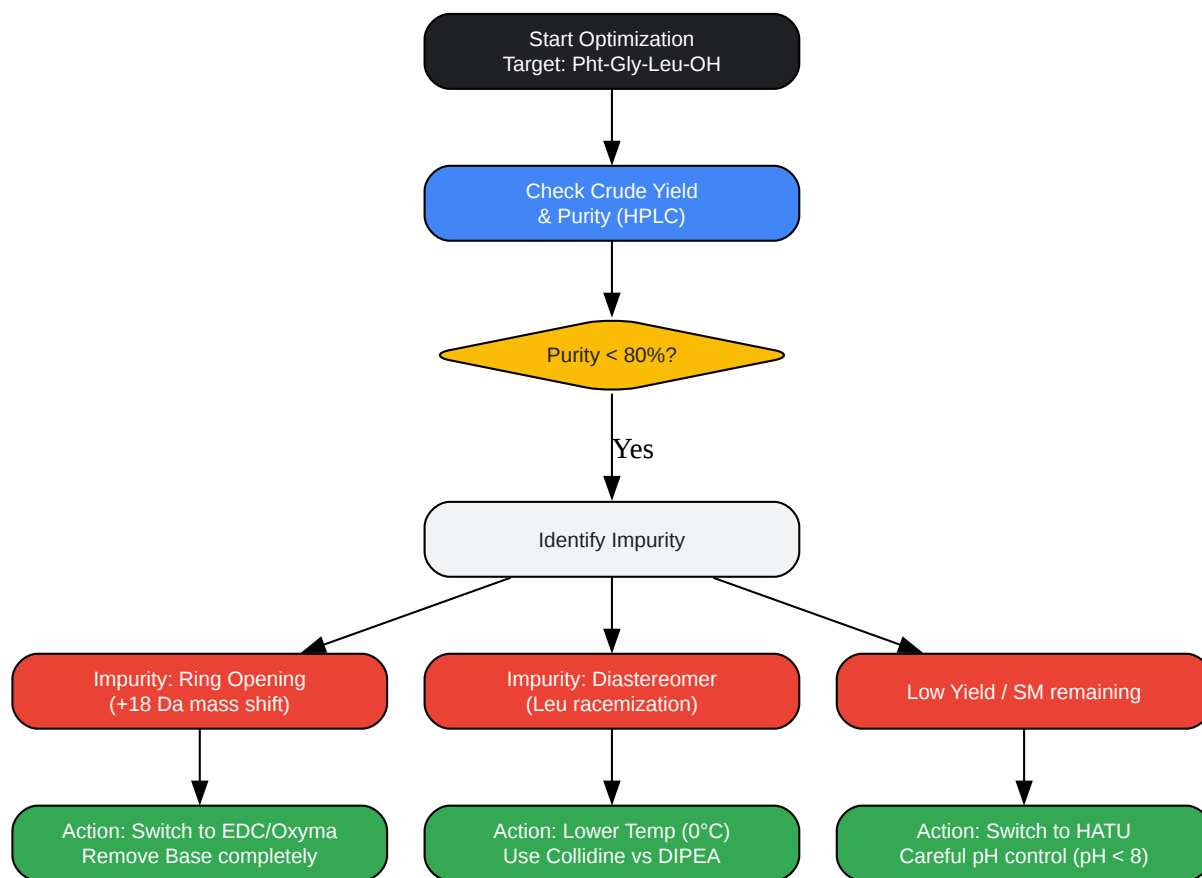 Start Optimization
Target: Pht-Gly-Leu-OH
Check Crude Yield
& Purity (HPLC)
Purity < 80%?
Yes
Identify Impurity
Impurity: Ring Opening
(+18 Da mass shift)
Impurity: Diastereomer
(Leu racemization)
Low Yield / SM remaining
Action: Switch to EDC/Oxyma
Remove Base completely
Action: Lower Temp (0°C)
Use Collidine vs DIPEA
Action: Switch to HATU
Careful pH control (pH < 8)